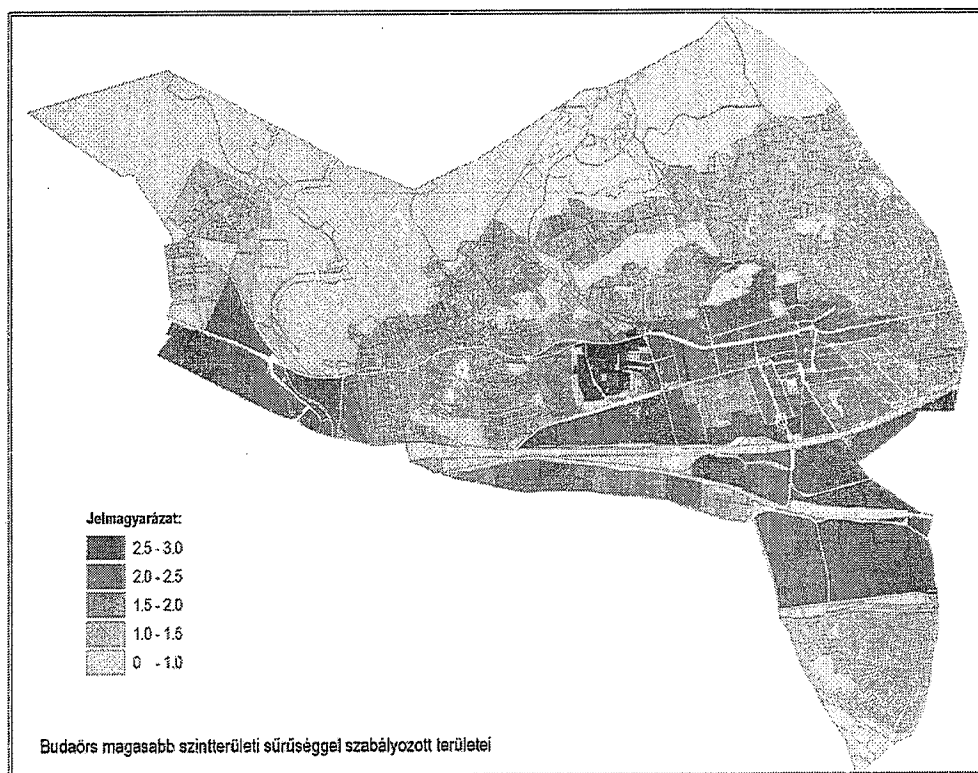 Jelmagyarázat:
2.5 - 3.0
2.0 - 2.5
1.5 - 2.0
1.0 - 1.5
0 - 1.0
Budaörs magasabb szintterületi sűrűséggel szabályozott területei